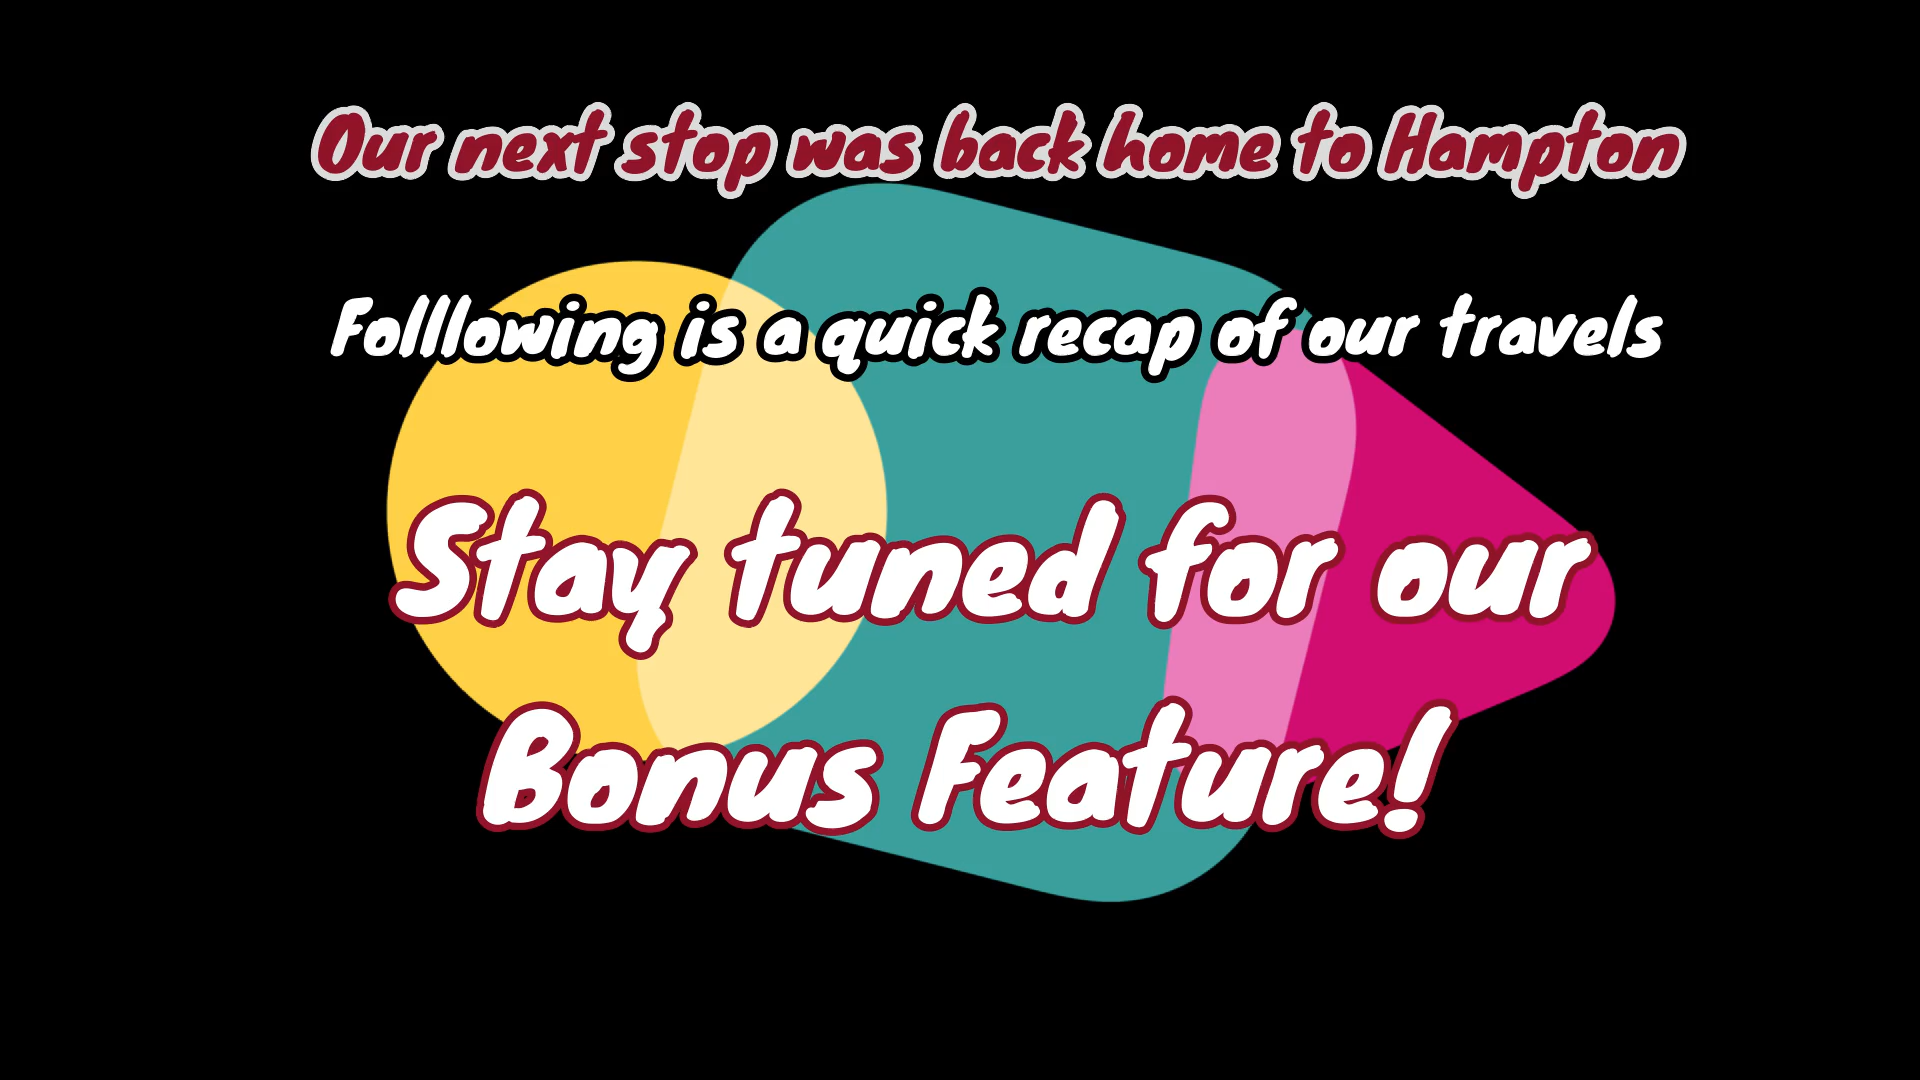 Our next stop was back home to Hampton
Folllowing is a quick recap of our travels
Stay tuned for our
Bonus Feature!